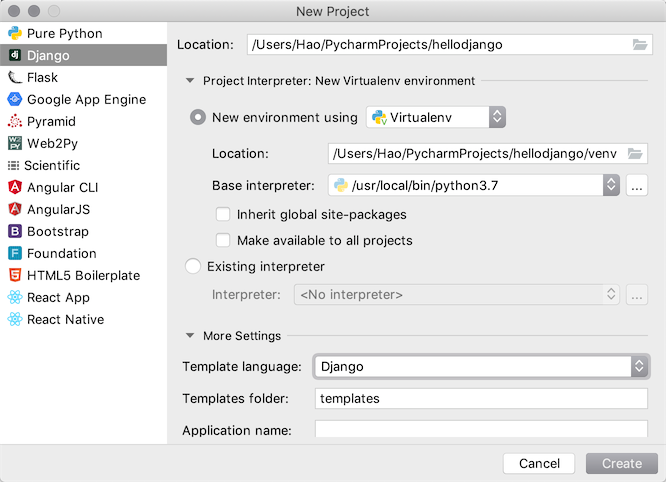 New Project
Pure Python
Django
Flask
Google App Engine
Pyramid
Web2Py
Scientific
Angular CLI
AngularJS
Bootstrap
Foundation
HTML5 Boilerplate
React App
React Native
Location: /Users/Hao/PycharmProjects/hellodjango
Project Interpreter: New Virtualenv environment
New environment using Virtualenv
Location: /Users/Hao/PycharmProjects/hellodjango/venv
Base interpreter: /usr/local/bin/python3.7 ...
Inherit global site-packages
Make available to all projects
Existing interpreter
Interpreter: <No interpreter> ...
More Settings
Template language: Django
Templates folder: templates
Application name:
Cancel Create